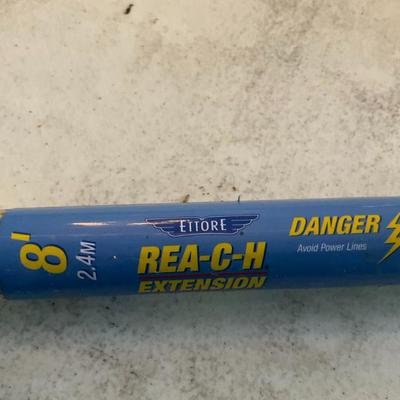 8'
2.4M
ETTORE
REA-C-H
EXTENSION
DANGER
Avoid Power Lines